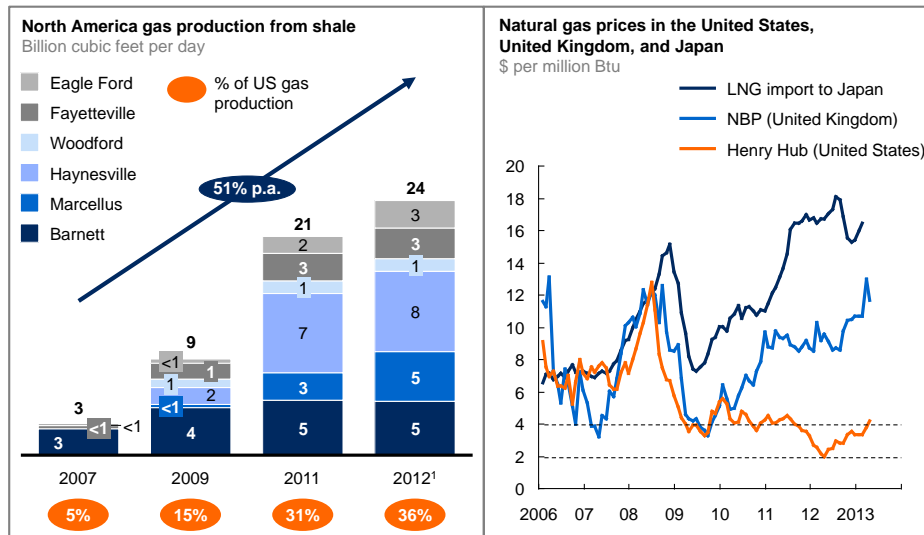 North America gas production from shale
Billion cubic feet per day
Eagle Ford
Fayetteville
Woodford
Haynesville
Marcellus
Barnett
% of US gas
production
51% p.a.
3
<1
<1
3
2007
5%
9
<1
1
1
2
<1
4
2009
15%
21
2
3
1
7
3
5
2011
31%
24
3
3
1
8
5
5
2012¹
36%
Natural gas prices in the United States,
United Kingdom, and Japan
$ per million Btu
LNG import to Japan
NBP (United Kingdom)
Henry Hub (United States)
20
18
16
14
12
10
8
6
4
2
0
2006 07 08 09 10 11 12 2013